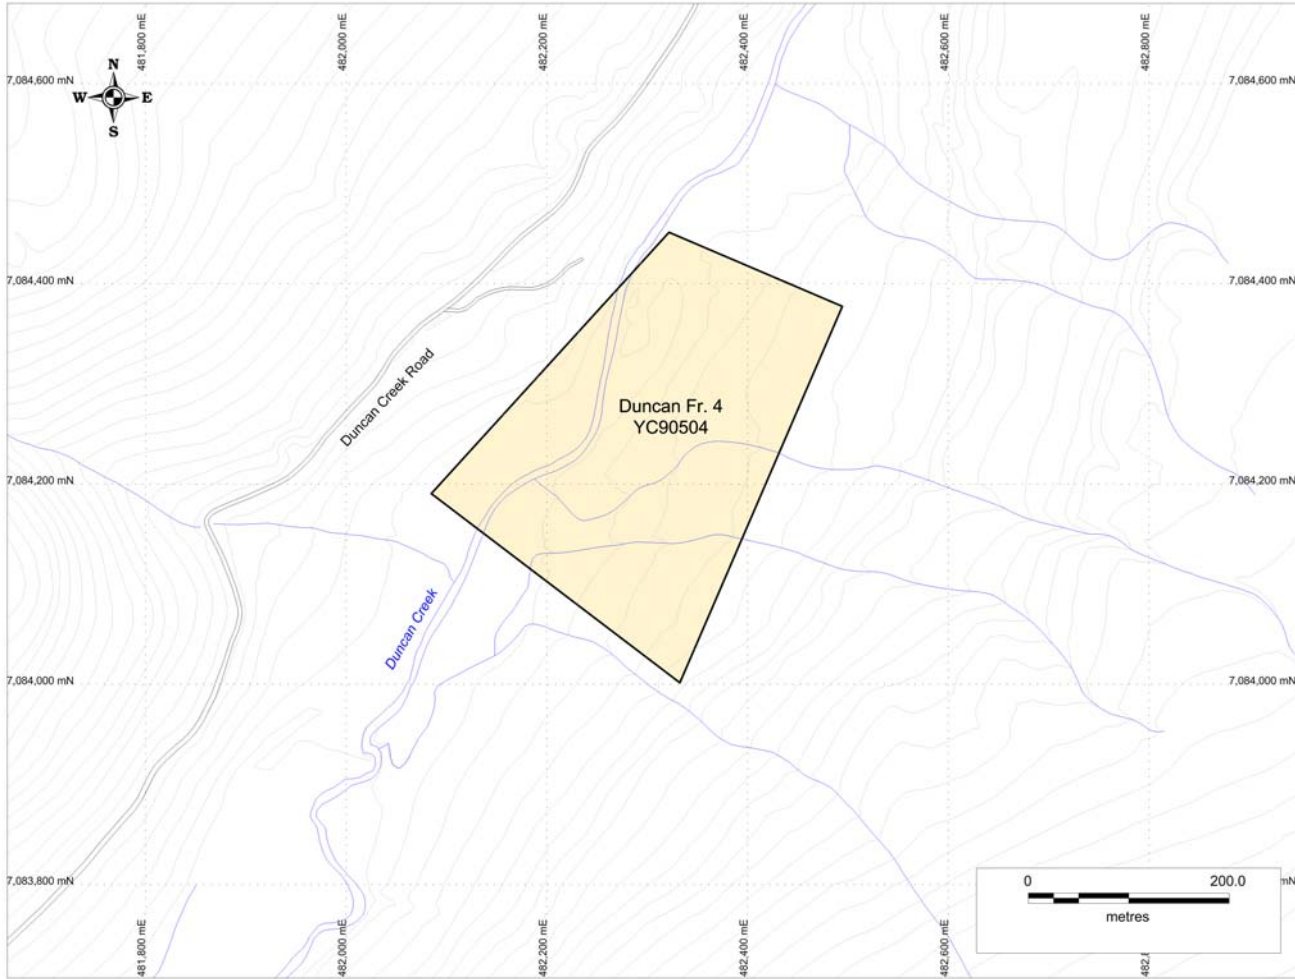 481,800 mE
482,000 mE
482,200 mE
482,400 mE
482,600 mE
482,800 mE
N
W E
S
7,084,600 mN
7,084,600 mN
7,084,400 mN
7,084,400 mN
Duncan Creek Road
Duncan Fr. 4
YC90504
7,084,200 mN
7,084,200 mN
Duncan Creek
7,084,000 mN
7,084,000 mN
7,083,800 mN
mN
0 200.0
metres
481,800 mE
482,000 mE
482,200 mE
482,400 mE
482,600 mE